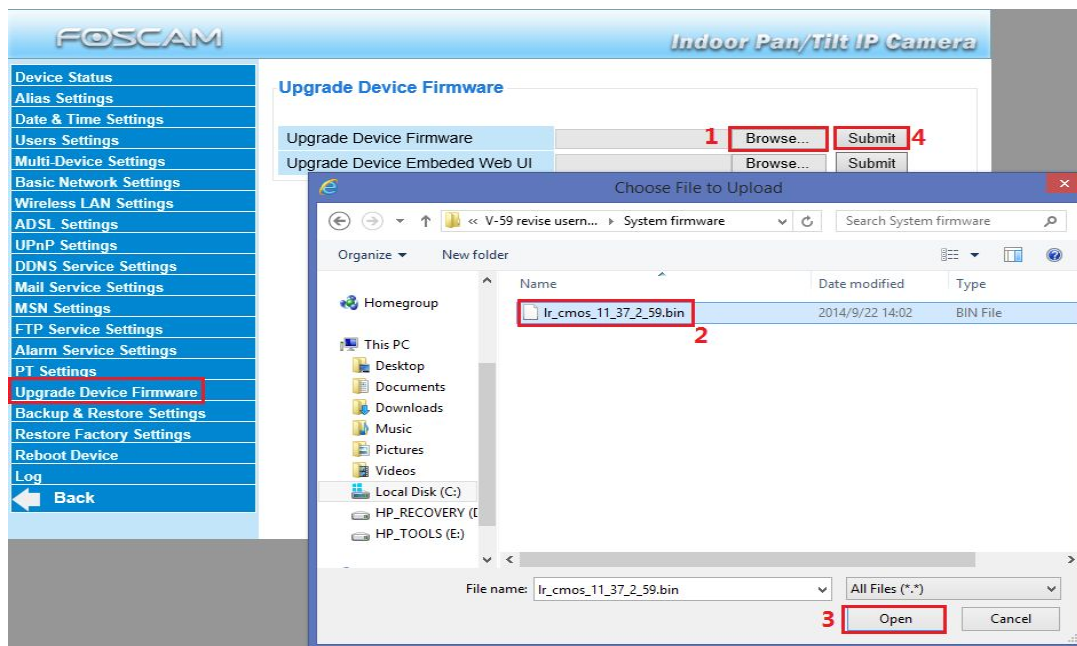 FOSCAM
Indoor Pan/Tilt IP Camera
Device Status
Alias Settings
Date & Time Settings
Users Settings
Multi-Device Settings
Basic Network Settings
Wireless LAN Settings
ADSL Settings
UPnP Settings
DDNS Service Settings
Mail Service Settings
MSN Settings
FTP Service Settings
Alarm Service Settings
PT Settings
Upgrade Device Firmware
Backup & Restore Settings
Restore Factory Settings
Reboot Device
Log
Back
Upgrade Device Firmware
Upgrade Device Firmware 1 Browse... Submit 4
Upgrade Device Embeded Web UI Browse... Submit
Choose File to Upload
« V-59 revise usern... System firmware Search System firmware
Organize New folder
Name Date modified Type
lr_cmos_11_37_2_59.bin 2014/9/22 14:02 BIN File
2
Homegroup
This PC
Desktop
Documents
Downloads
Music
Pictures
Videos
Local Disk (C:)
HP_RECOVERY (
HP_TOOLS (E:)
File name: lr_cmos_11_37_2_59.bin All Files (*.*)
3 Open Cancel